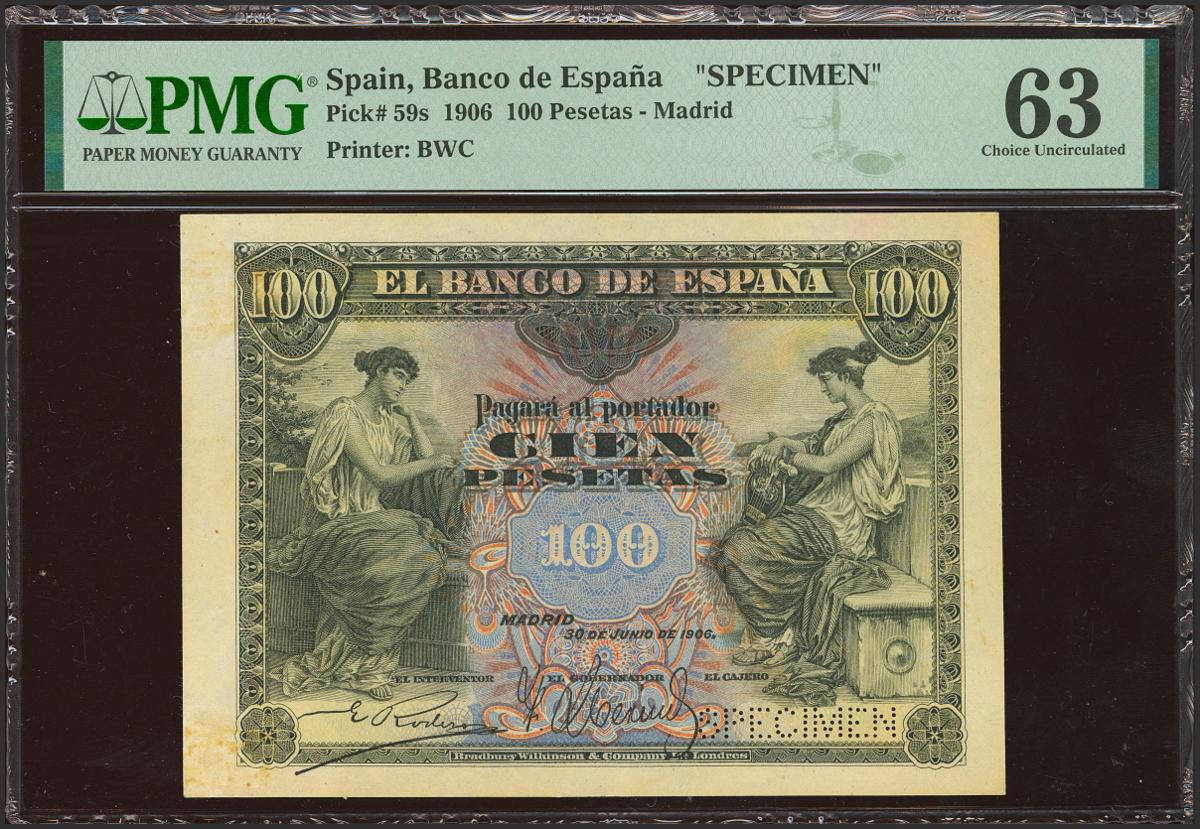 PMG®
PAPER MONEY GUARANTY
Spain, Banco de España "SPECIMEN"
Pick# 59s 1906 100 Pesetas - Madrid
Printer: BWC
63
Choice Uncirculated
100 EL BANCO DE ESPAÑA 100
Pagará al portador
CIEN
PESETAS
100
MADRID
30 DE JUNIO DE 1906.
EL INTERVENTOR EL GOBERNADOR EL CAJERO
SPECIMEN
Bradbury Wilkinson & Company Londres